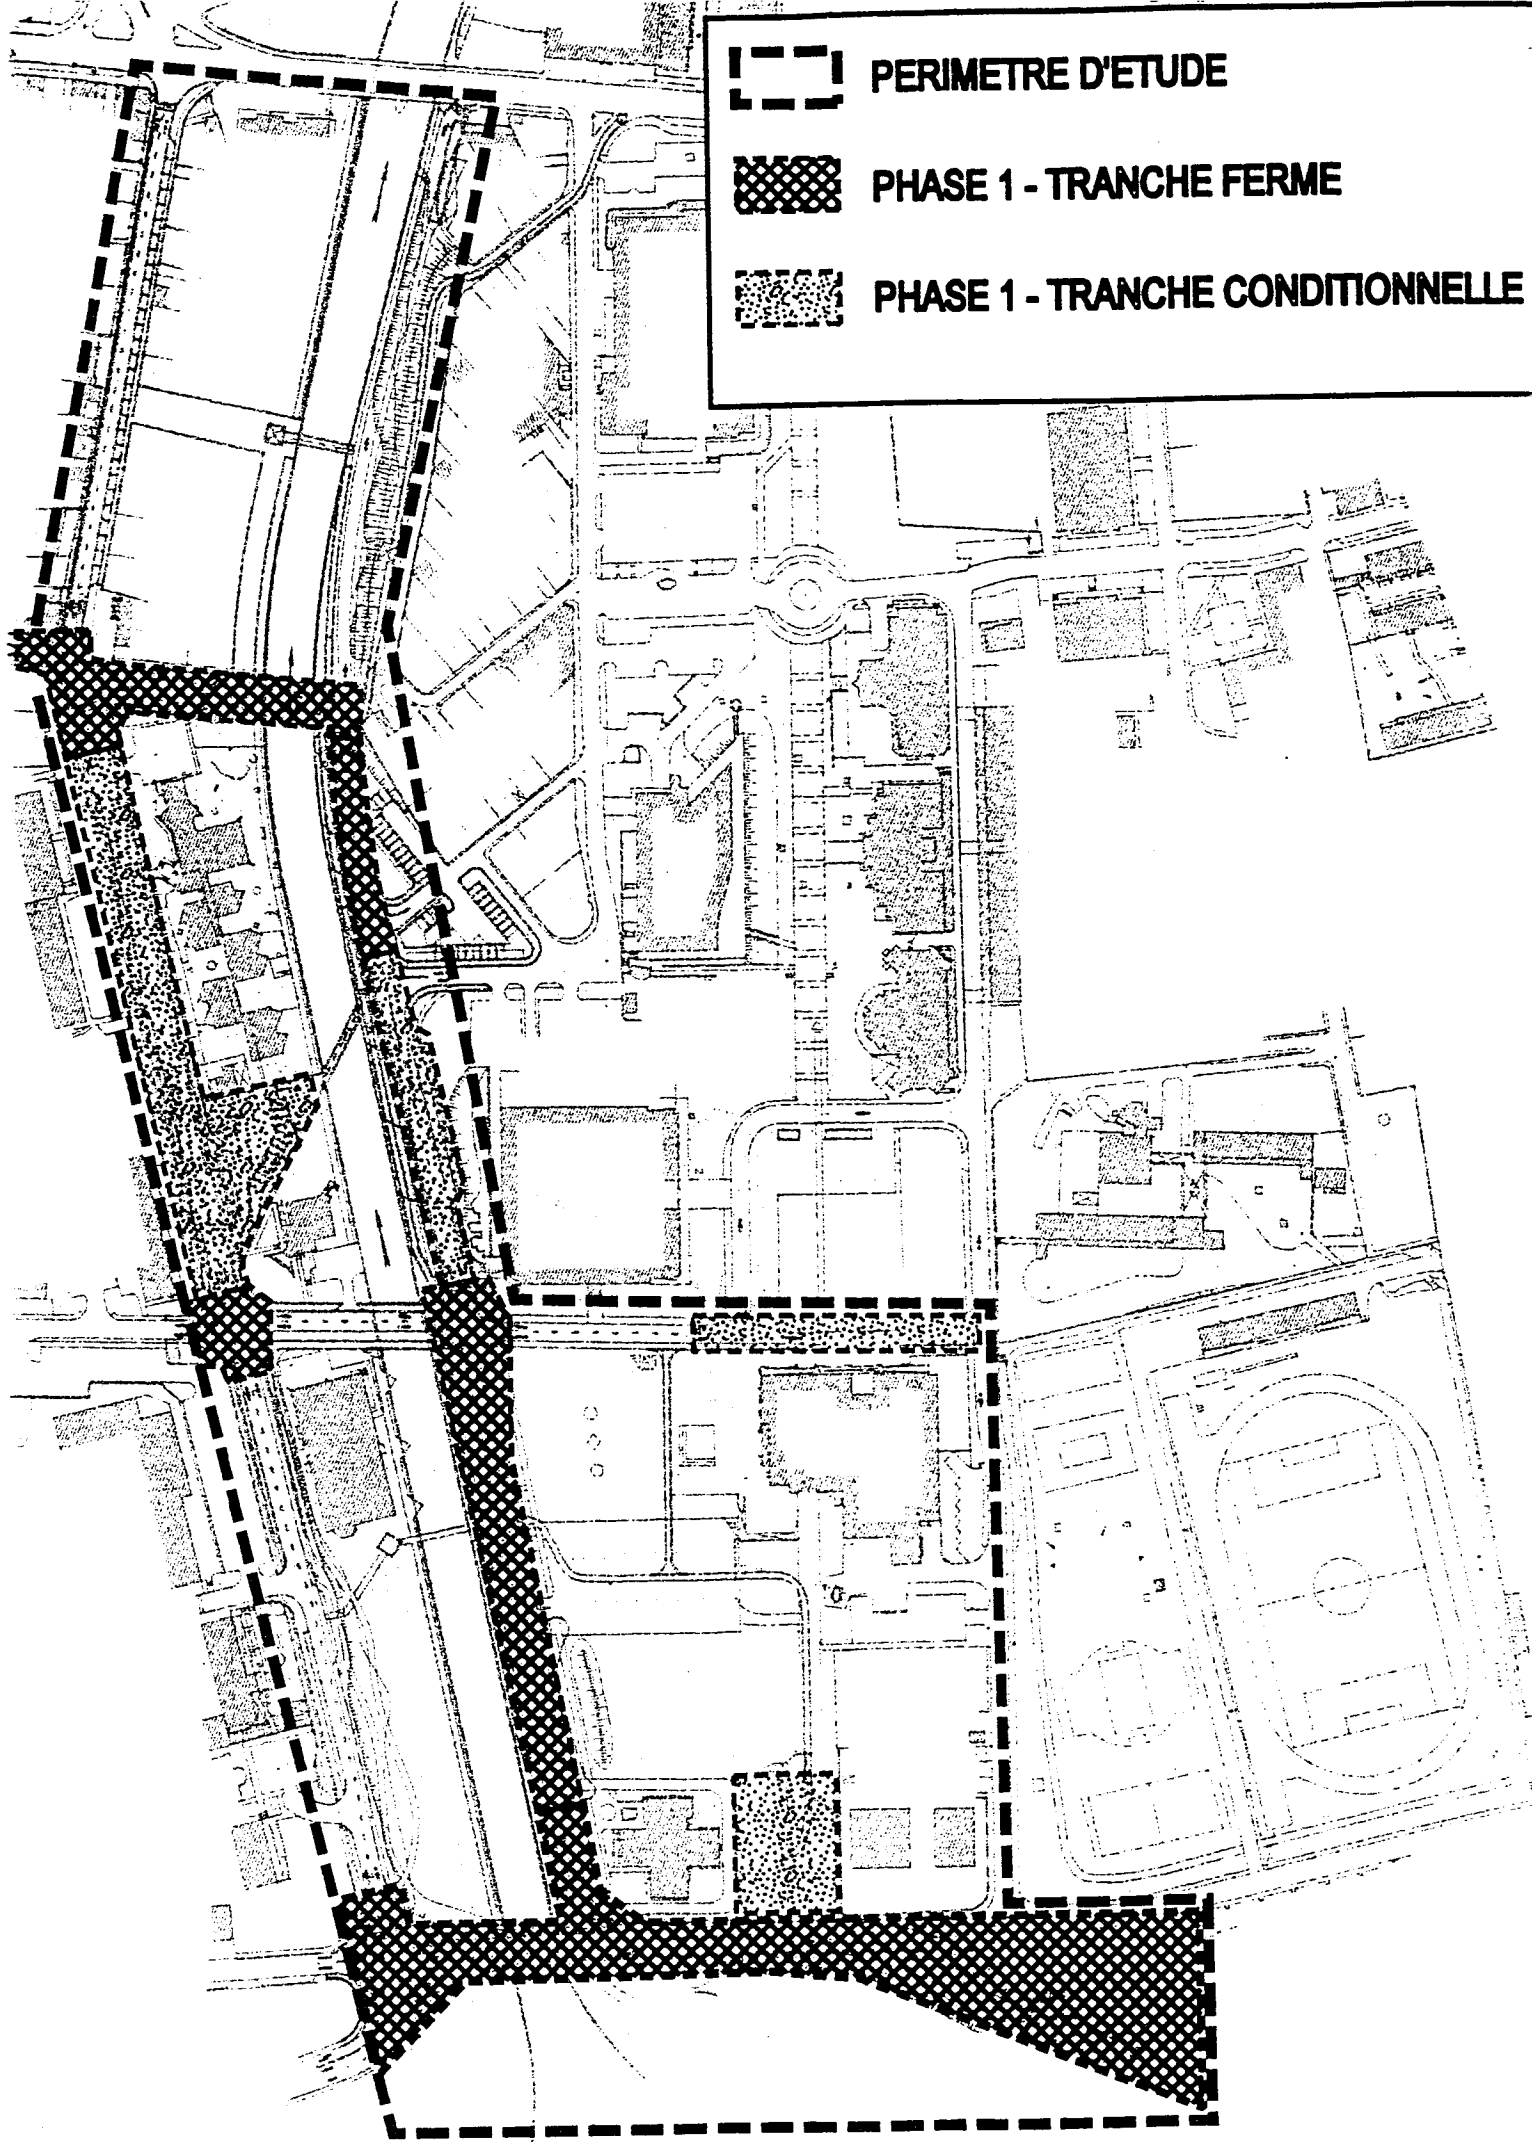 PERIMETRE D'ETUDE
PHASE 1 - TRANCHE FERME
PHASE 1 - TRANCHE CONDITIONNELLE